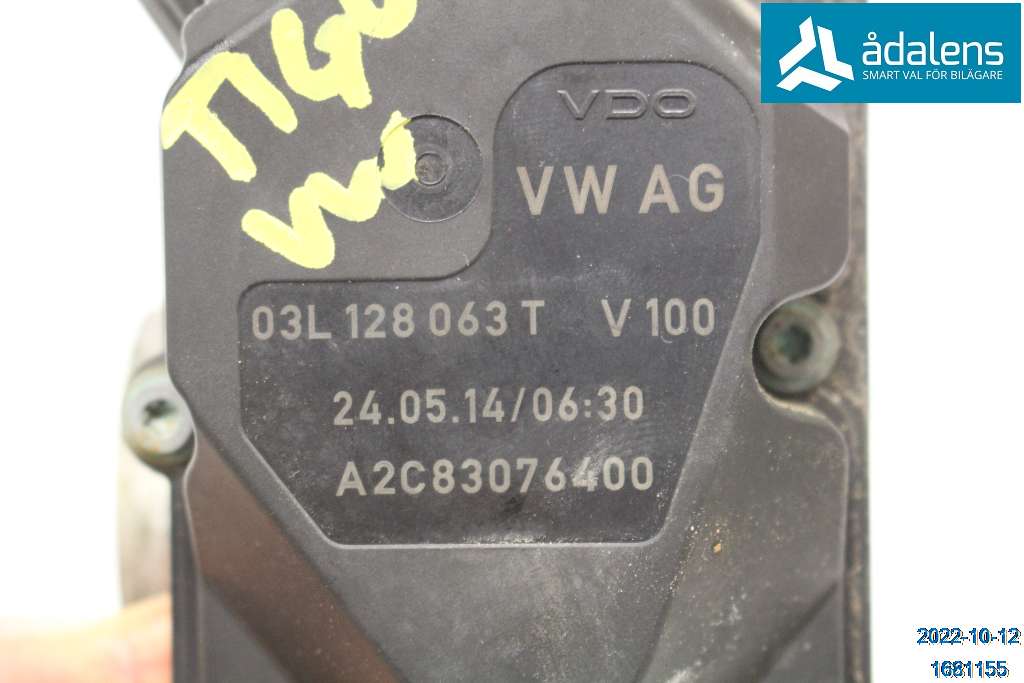 ådalens
SMART VAL FÖR BILÄGARE
VDO
VW AG
03L 128 063 T V 100
24.05.14/06:30
A2C83076400
2022-10-12
1681155